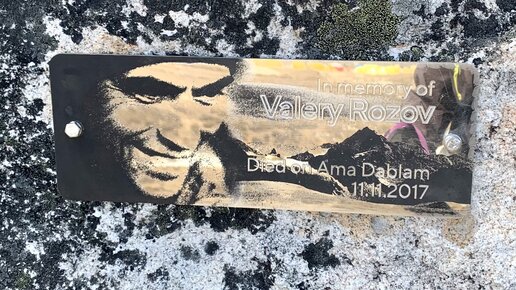 In memory of
Valery Rozov
Died on Ama Dablam
11.11.2017